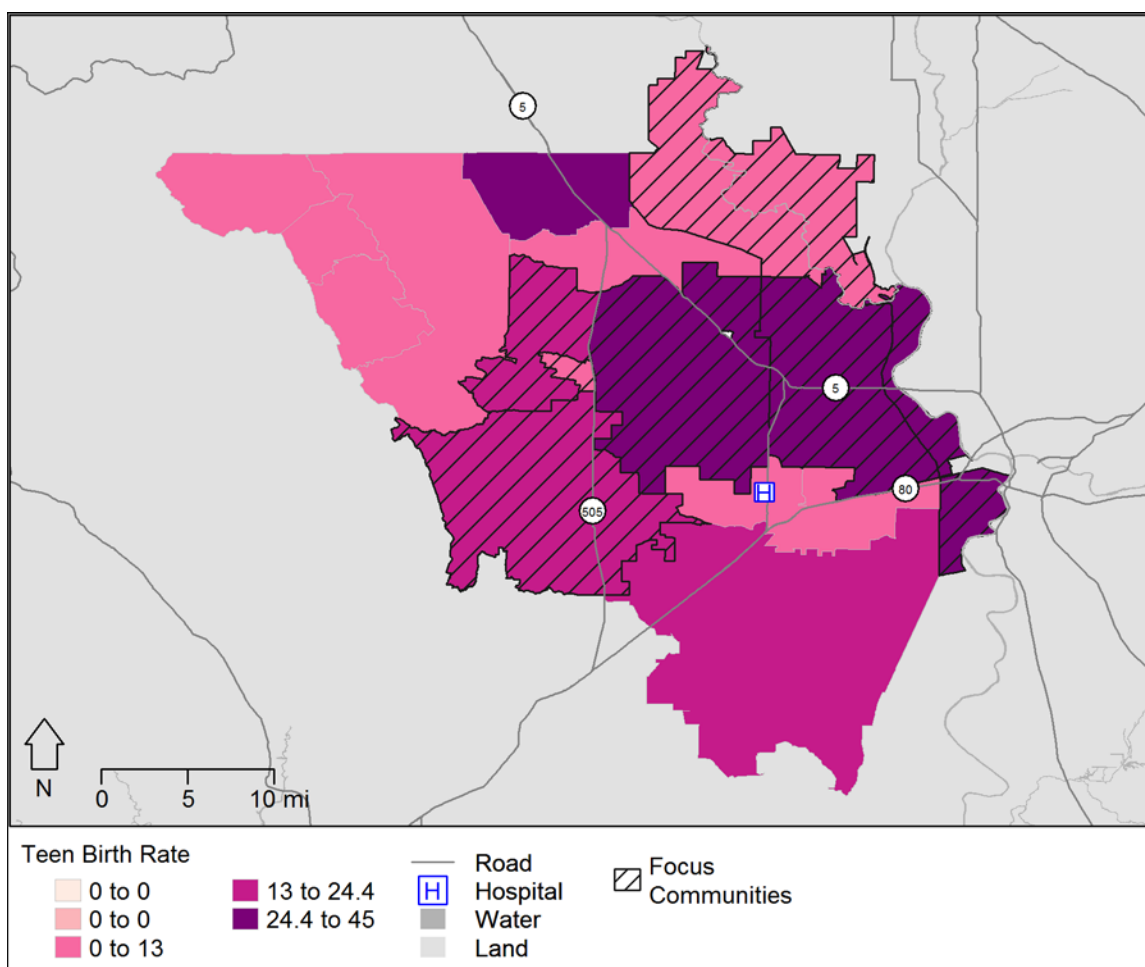 5
5
80
505
H
N
0 5 10 mi
Teen Birth Rate
0 to 0
0 to 0
0 to 13
13 to 24.4
24.4 to 45
Road
H Hospital
Water
Land
Focus
Communities